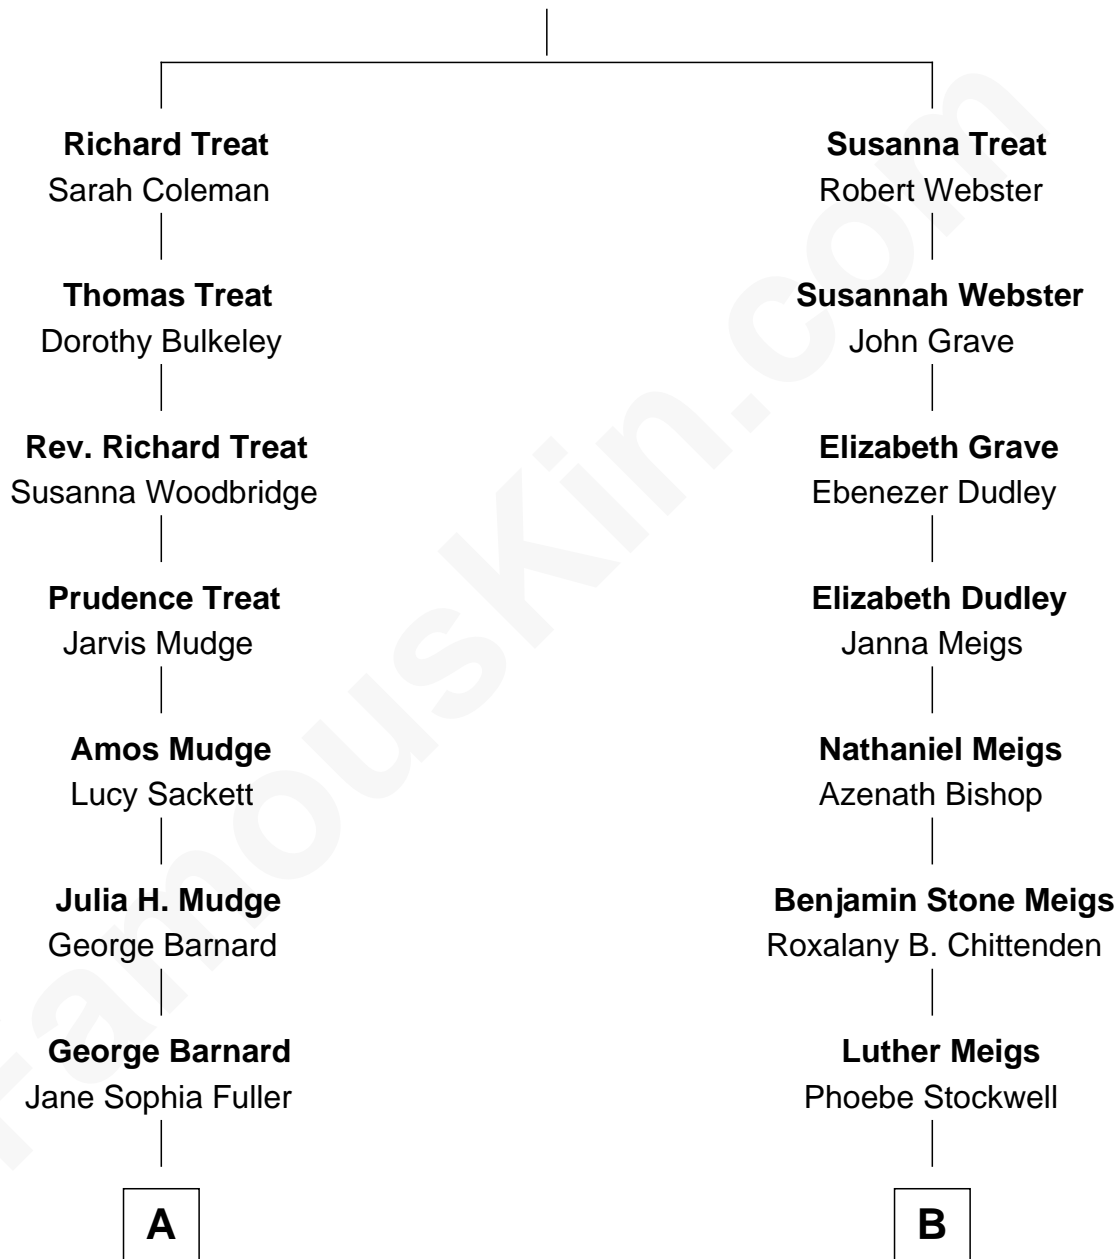 Richard Treat
Sarah Coleman
Susanna Treat
Robert Webster
Thomas Treat
Dorothy Bulkeley
Susannah Webster
John Grave
Rev. Richard Treat
Susanna Woodbridge
Elizabeth Grave
Ebenezer Dudley
Prudence Treat
Jarvis Mudge
Elizabeth Dudley
Janna Meigs
Amos Mudge
Lucy Sackett
Nathaniel Meigs
Azenath Bishop
Julia H. Mudge
George Barnard
Benjamin Stone Meigs
Roxalany B. Chittenden
George Barnard
Jane Sophia Fuller
Luther Meigs
Phoebe Stockwell
A
B
FamousKin.com